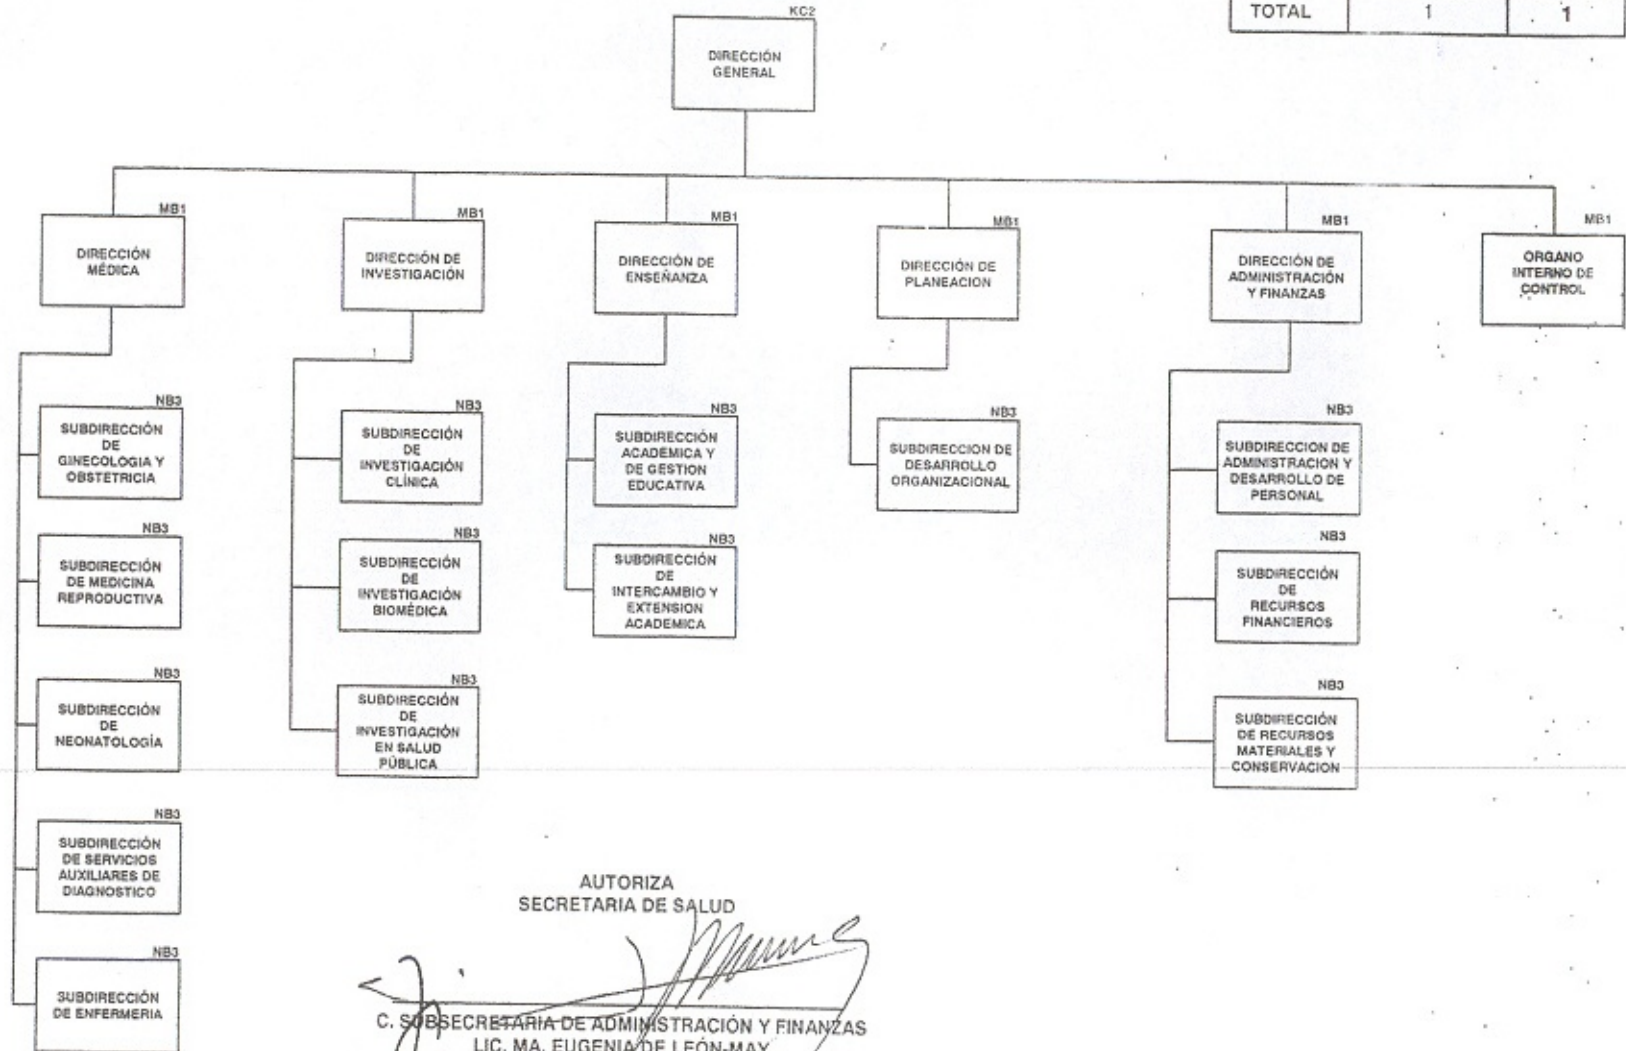 TOTAL 1 1
KC2
DIRECCIÓN
GENERAL
MB1
DIRECCIÓN
MÉDICA
MB1
DIRECCIÓN DE
INVESTIGACIÓN
MB1
DIRECCIÓN DE
ENSEÑANZA
MB1
DIRECCIÓN DE
PLANEACION
MB1
DIRECCIÓN DE
ADMINISTRACIÓN
Y FINANZAS
MB1
ORGANO
INTERNO DE
CONTROL
NB3
SUBDIRECCIÓN
DE
GINECOLOGIA Y
OBSTETRICIA
NB3
SUBDIRECCIÓN
DE MEDICINA
REPRODUCTIVA
NB3
SUBDIRECCIÓN
DE
NEONATOLOGÍA
NB3
SUBDIRECCIÓN
DE SERVICIOS
AUXILIARES DE
DIAGNOSTICO
NB3
SUBDIRECCIÓN
DE ENFERMERIA
NB3
SUBDIRECCIÓN
DE
INVESTIGACIÓN
CLÍNICA
NB3
SUBDIRECCIÓN
DE
INVESTIGACIÓN
BIOMÉDICA
NB3
SUBDIRECCIÓN
DE
INVESTIGACIÓN
EN SALUD
PÚBLICA
NB3
SUBDIRECCIÓN
ACADEMICA Y
DE GESTION
EDUCATIVA
NB3
SUBDIRECCIÓN
DE
INTERCAMBIO Y
EXTENSION
ACADEMICA
NB3
SUBDIRECCION DE
DESARROLLO
ORGANIZACIONAL
NB3
SUBDIRECCION DE
ADMINISTRACION Y
DESARROLLO DE
PERSONAL
NB3
SUBDIRECCIÓN
DE
RECURSOS
FINANCIEROS
NB3
SUBDIRECCIÓN
DE RECURSOS
MATERIALES Y
CONSERVACION
AUTORIZA
SECRETARIA DE SALUD
C. SUBSECRETARIA DE ADMINISTRACIÓN Y FINANZAS
LIC. MA. EUGENIA DE LEÓN-MAY